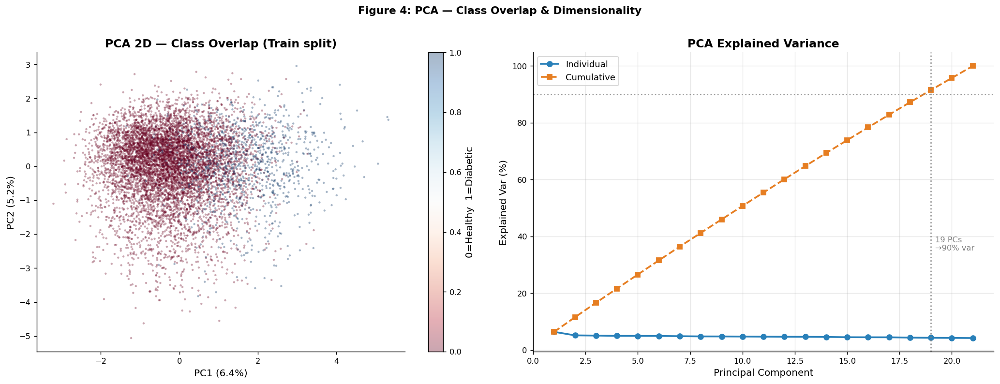 Figure 4: PCA — Class Overlap & Dimensionality
PCA 2D — Class Overlap (Train split)
3
2
1
0
−1
−2
−3
−4
−5
PC2 (5.2%)
−2
0
2
4
PC1 (6.4%)
1.0
0.8
0.6
0.4
0.2
0.0
0=Healthy  1=Diabetic
PCA Explained Variance
Individual
Cumulative
100
80
60
40
20
0
Explained Var (%)
19 PCs
→90% var
0.0
2.5
5.0
7.5
10.0
12.5
15.0
17.5
20.0
Principal Component